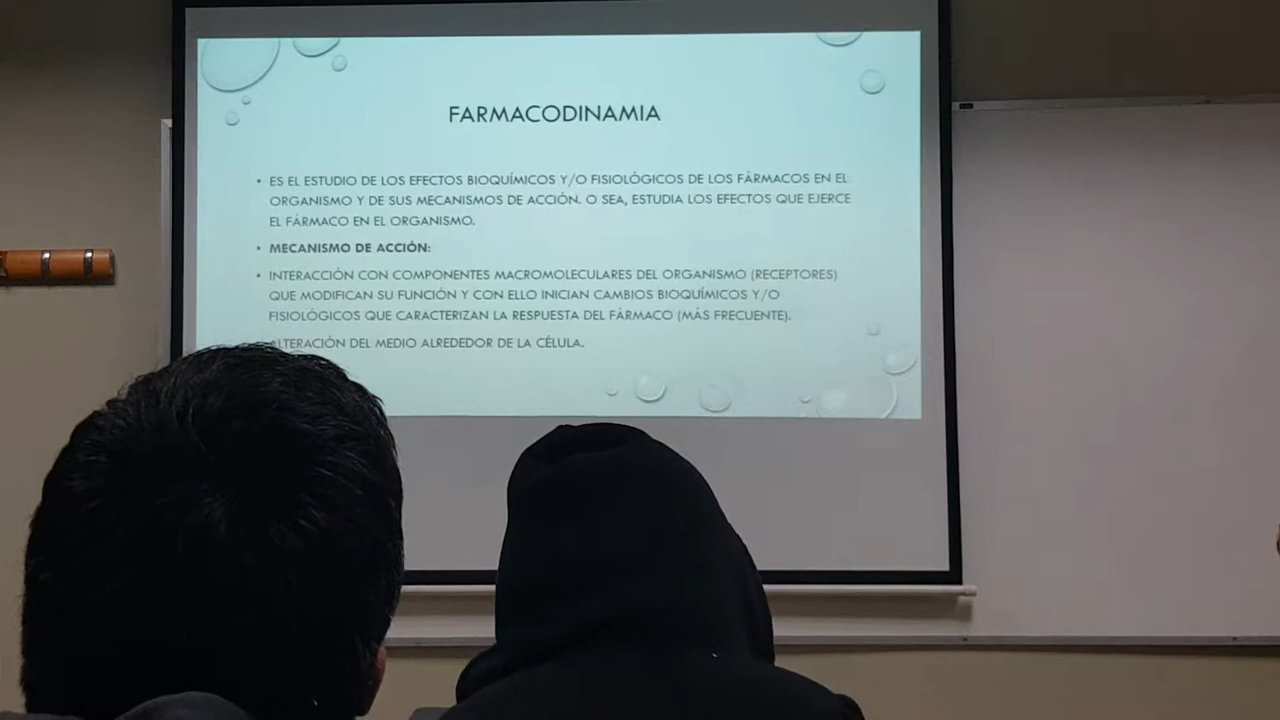 FARMACODINAMIA
• ES EL ESTUDIO DE LOS EFECTOS BIOQUÍMICOS Y/O FISIOLÓGICOS DE LOS FÁRMACOS EN EL
ORGANISMO Y DE SUS MECANISMOS DE ACCIÓN. O SEA, ESTUDIA LOS EFECTOS QUE EJERCE
EL FÁRMACO EN EL ORGANISMO.
• MECANISMO DE ACCIÓN:
• INTERACCIÓN CON COMPONENTES MACROMOLECULARES DEL ORGANISMO (RECEPTORES)
QUE MODIFICAN SU FUNCIÓN Y CON ELLO INICIAN CAMBIOS BIOQUÍMICOS Y/O
FISIOLÓGICOS QUE CARACTERIZAN LA RESPUESTA DEL FÁRMACO (MÁS FRECUENTE).
ALTERACIÓN DEL MEDIO ALREDEDOR DE LA CÉLULA.